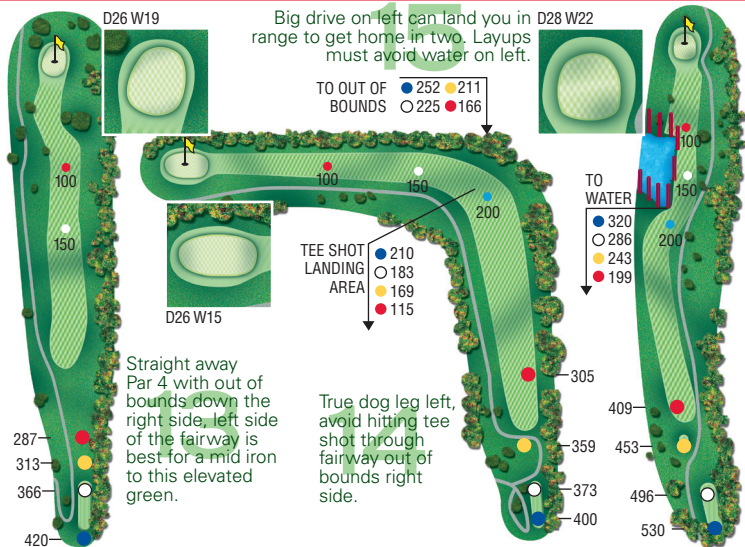 D26 W19
100
150
13
Straight away
Par 4 with out of
bounds down the
right side, left side
of the fairway is
best for a mid iron
to this elevated
green.
287
313
366
420
D26 W15
100
150
200
TO OUT OF
BOUNDS
252 211
225 166
TEE SHOT
LANDING
AREA
210
183
169
115
14
True dog leg left,
avoid hitting tee
shot through
fairway out of
bounds right
side.
305
359
373
400
15
Big drive on left can land you in
range to get home in two. Layups
must avoid water on left.
D28 W22
100
150
200
TO
WATER
320
286
243
199
409
453
496
530